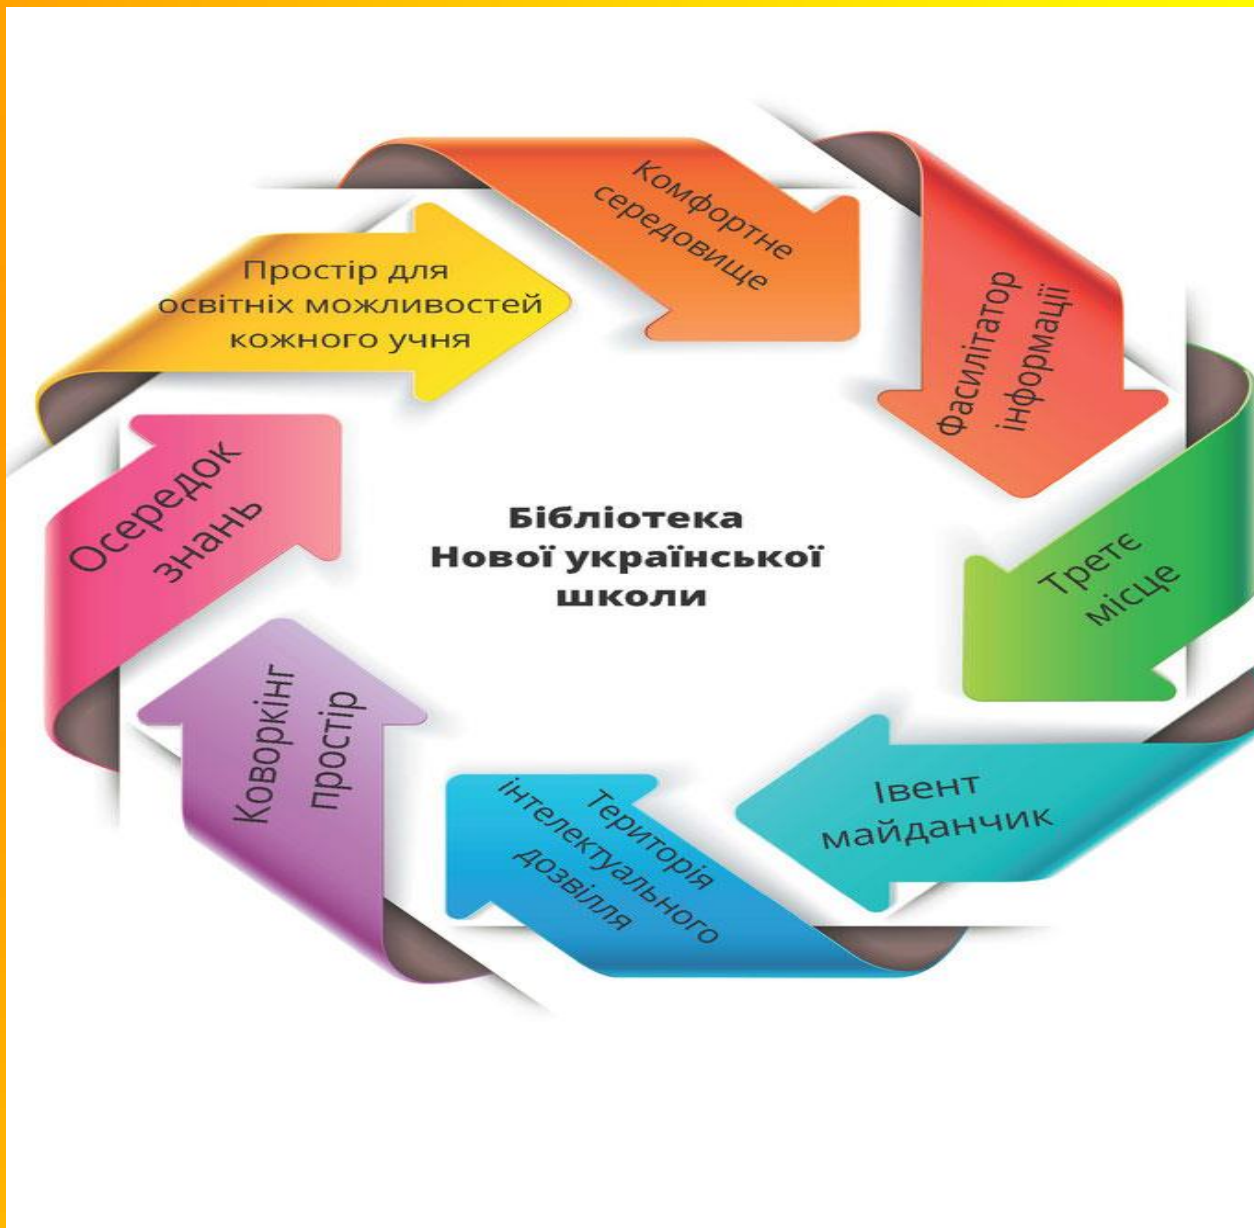 Простір для
освітніх можливостей
кожного учня
Комфортне
середовище
Фасилітатор
інформації
Третє
місце
Івент
майданчик
Територія
інтелектуального
дозвілля
Коворкінг
простір
Осередок
знань
Бібліотека
Нової української
школи